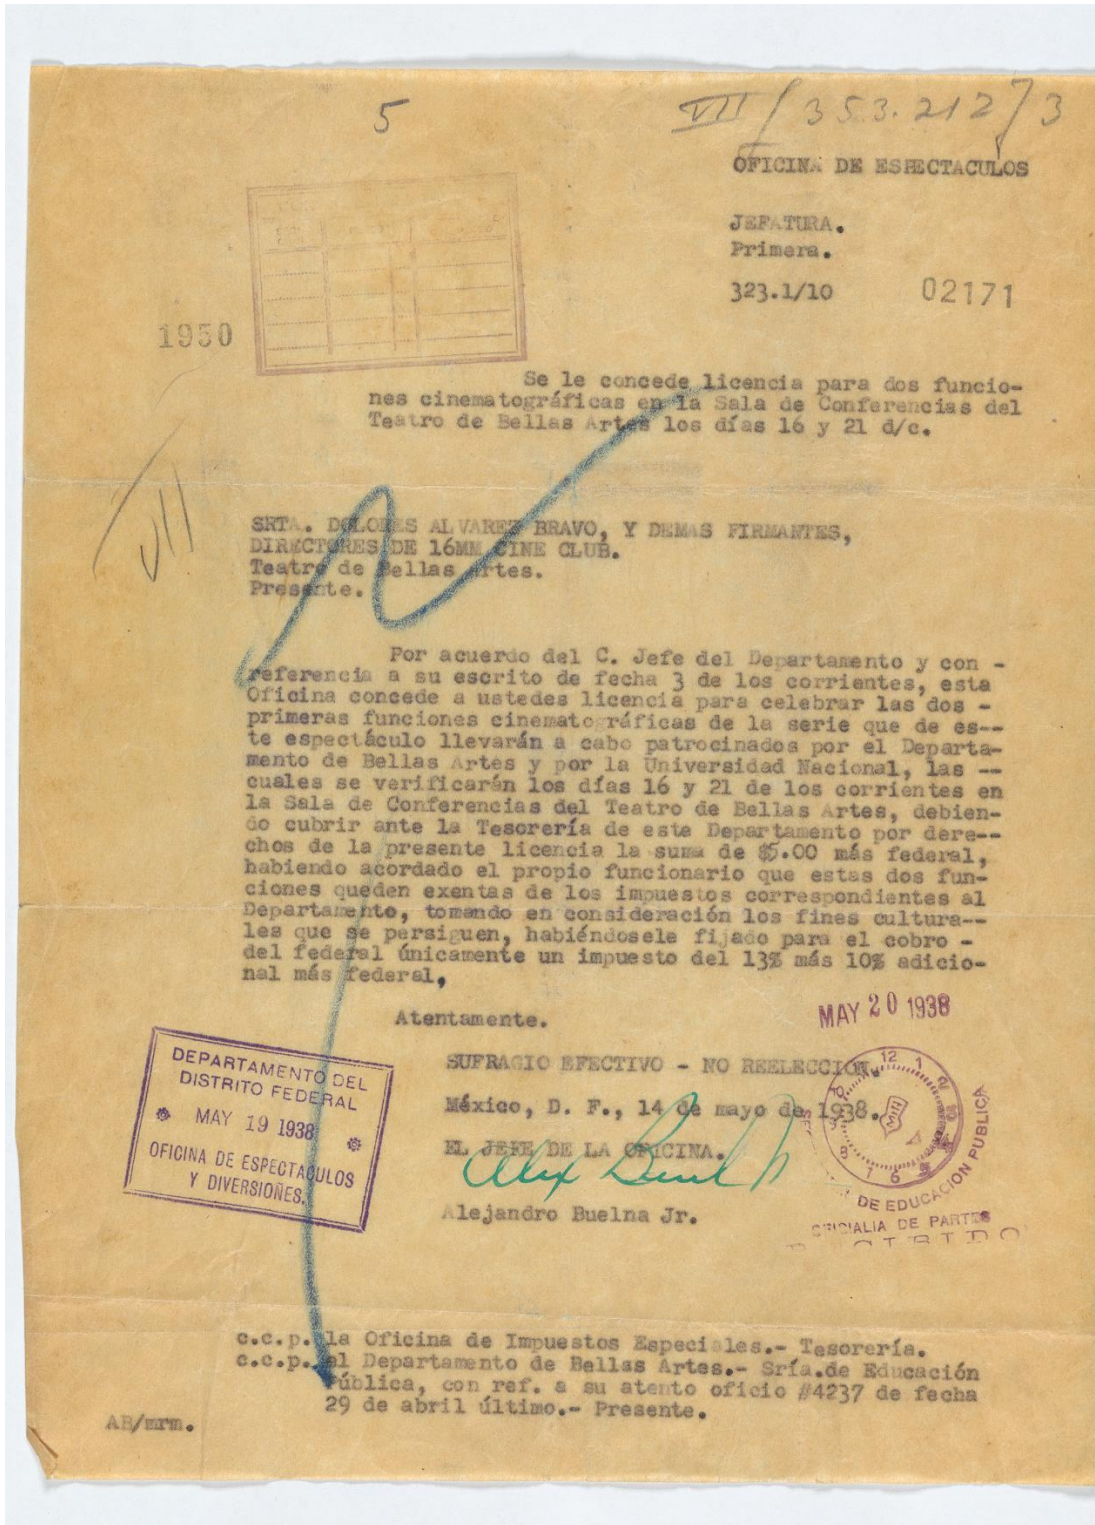 5
VII / 353.212 / 3
OFICINA DE ESPECTACULOS
JEFATURA.
Primera.
323.1/10 02171
1950
Se le concede licencia para dos funcio-
nes cinematográficas en la Sala de Conferencias del
Teatro de Bellas Artes los días 16 y 21 d/c.
VII
SRTA. DOLORES ALVAREZ BRAVO, Y DEMAS FIRMANTES,
DIRECTORES DE 16MM CINE CLUB.
Teatro de Bellas Artes.
Presente.
Por acuerdo del C. Jefe del Departamento y con -
referencia a su escrito de fecha 3 de los corrientes, esta
Oficina concede a ustedes licencia para celebrar las dos -
primeras funciones cinematográficas de la serie que de es--
te espectáculo llevarán a cabo patrocinados por el Departa-
mento de Bellas Artes y por la Universidad Nacional, las --
cuales se verificarán los días 16 y 21 de los corrientes en
la Sala de Conferencias del Teatro de Bellas Artes, debien-
do cubrir ante la Tesorería de este Departamento por dere--
chos de la presente licencia la suma de $5.00 más federal,
habiendo acordado el propio funcionario que estas dos fun-
ciones queden exentas de los impuestos correspondientes al
Departamento, tomando en consideración los fines cultura--
les que se persiguen, habiéndosele fijado para el cobro -
del federal únicamente un impuesto del 13% más 10% adicio-
nal más federal,
MAY 20 1938
Atentamente.
SUFRAGIO EFECTIVO - NO REELECCION.
México, D. F., 14 de mayo de 1938.
EL JEFE DE LA OFICINA.
Alejandro Buelna Jr.
DEPARTAMENTO DEL
DISTRITO FEDERAL
MAY 19 1938
OFICINA DE ESPECTACULOS
Y DIVERSIONES.
DE EDUCACION PUBLICA
OFICIALIA DE PARTES
c.c.p. la Oficina de Impuestos Especiales.- Tesorería.
c.c.p. el Departamento de Bellas Artes.- Sría.de Educación
Pública, con ref. a su atento oficio #4237 de fecha
29 de abril último.- Presente.
AB/mrm.